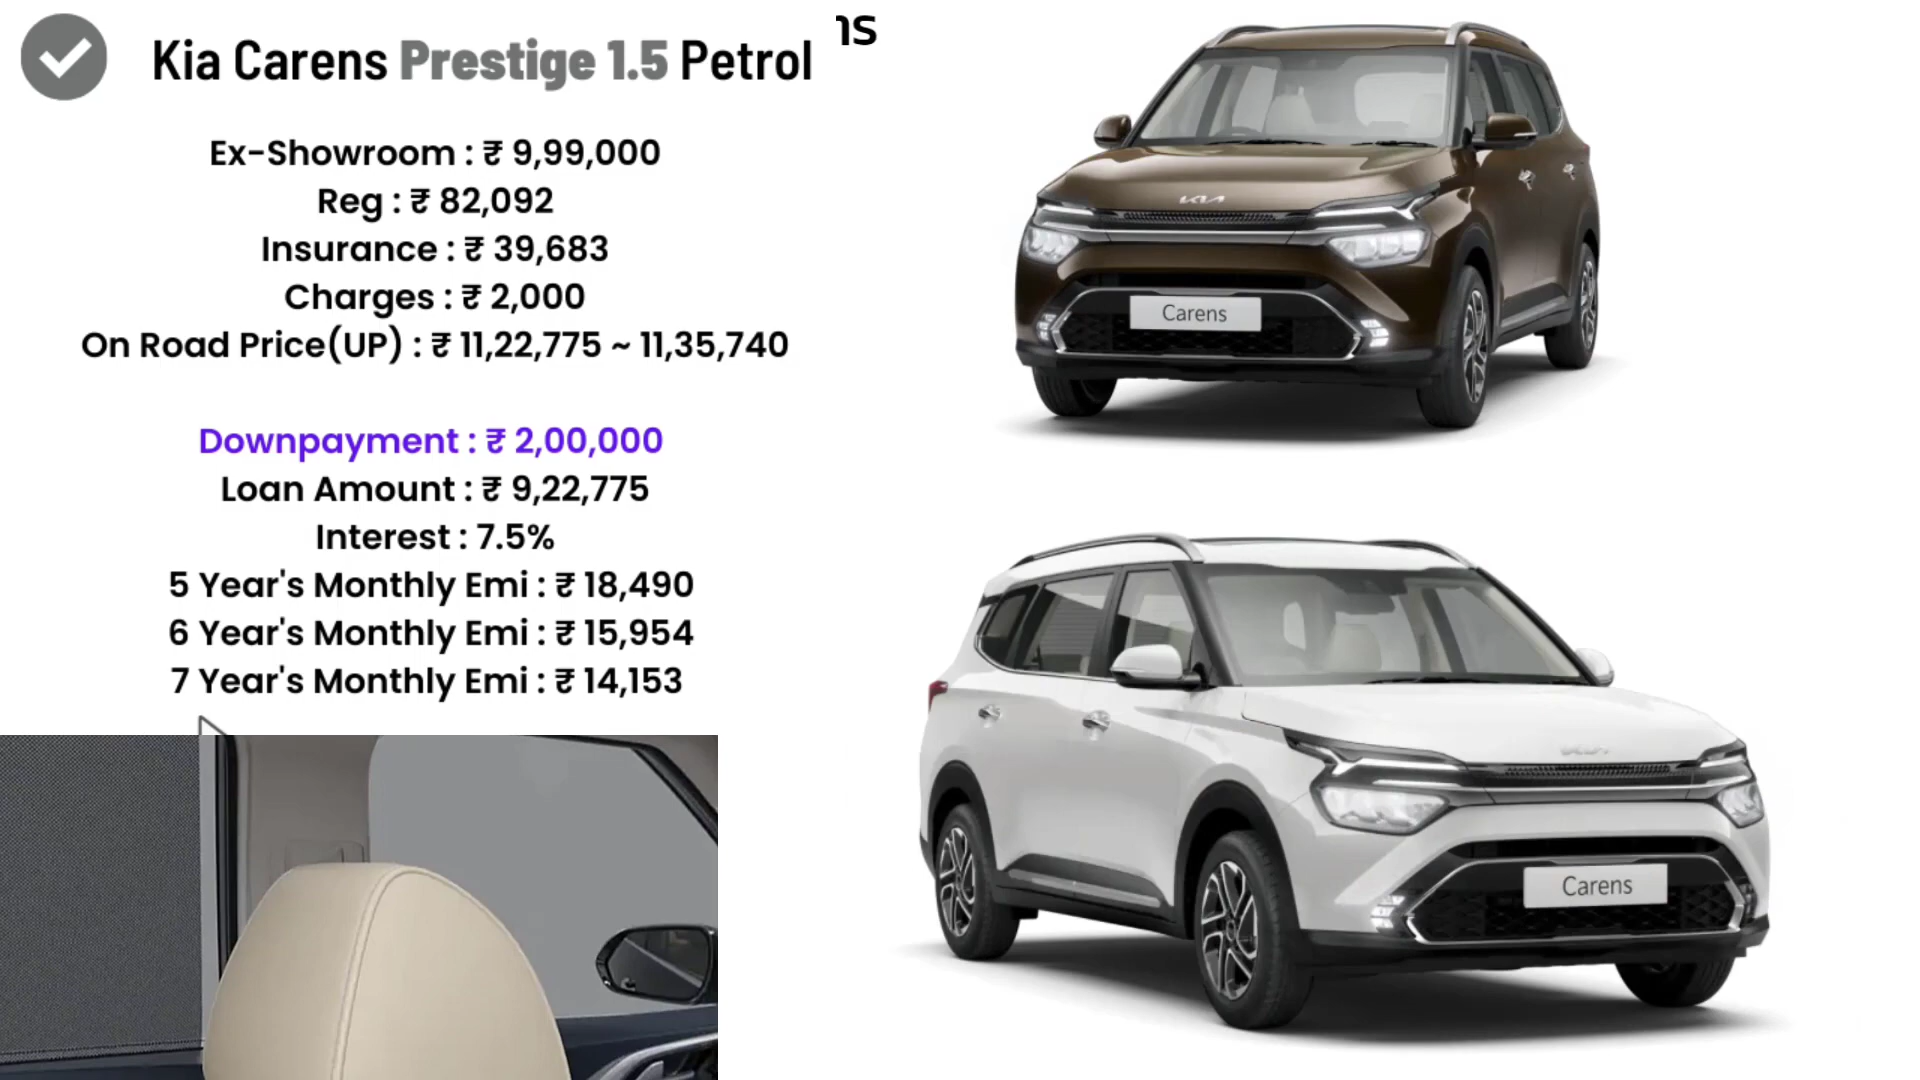 Kia Carens Prestige 1.5 Petrol
Ex-Showroom : ₹ 9,99,000
Reg : ₹ 82,092
Insurance : ₹ 39,683
Charges : ₹ 2,000
On Road Price(UP) : ₹ 11,22,775 ~ 11,35,740
Downpayment : ₹ 2,00,000
Loan Amount : ₹ 9,22,775
Interest : 7.5%
5 Year's Monthly Emi : ₹ 18,490
6 Year's Monthly Emi : ₹ 15,954
7 Year's Monthly Emi : ₹ 14,153
KIA
Carens
KIA
Carens